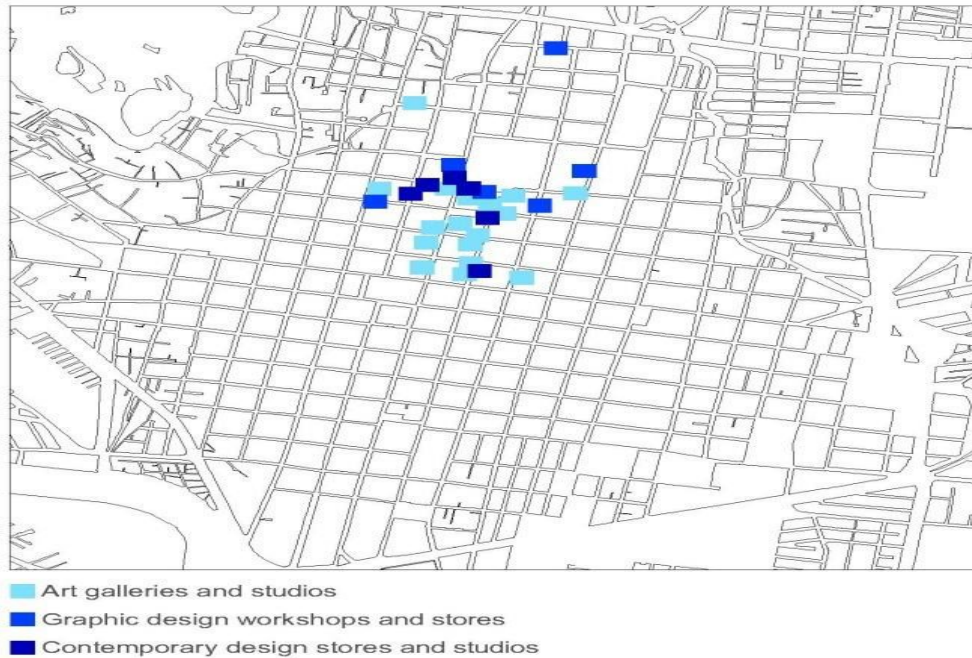 Art galleries and studios
Graphic design workshops and stores
Contemporary design stores and studios